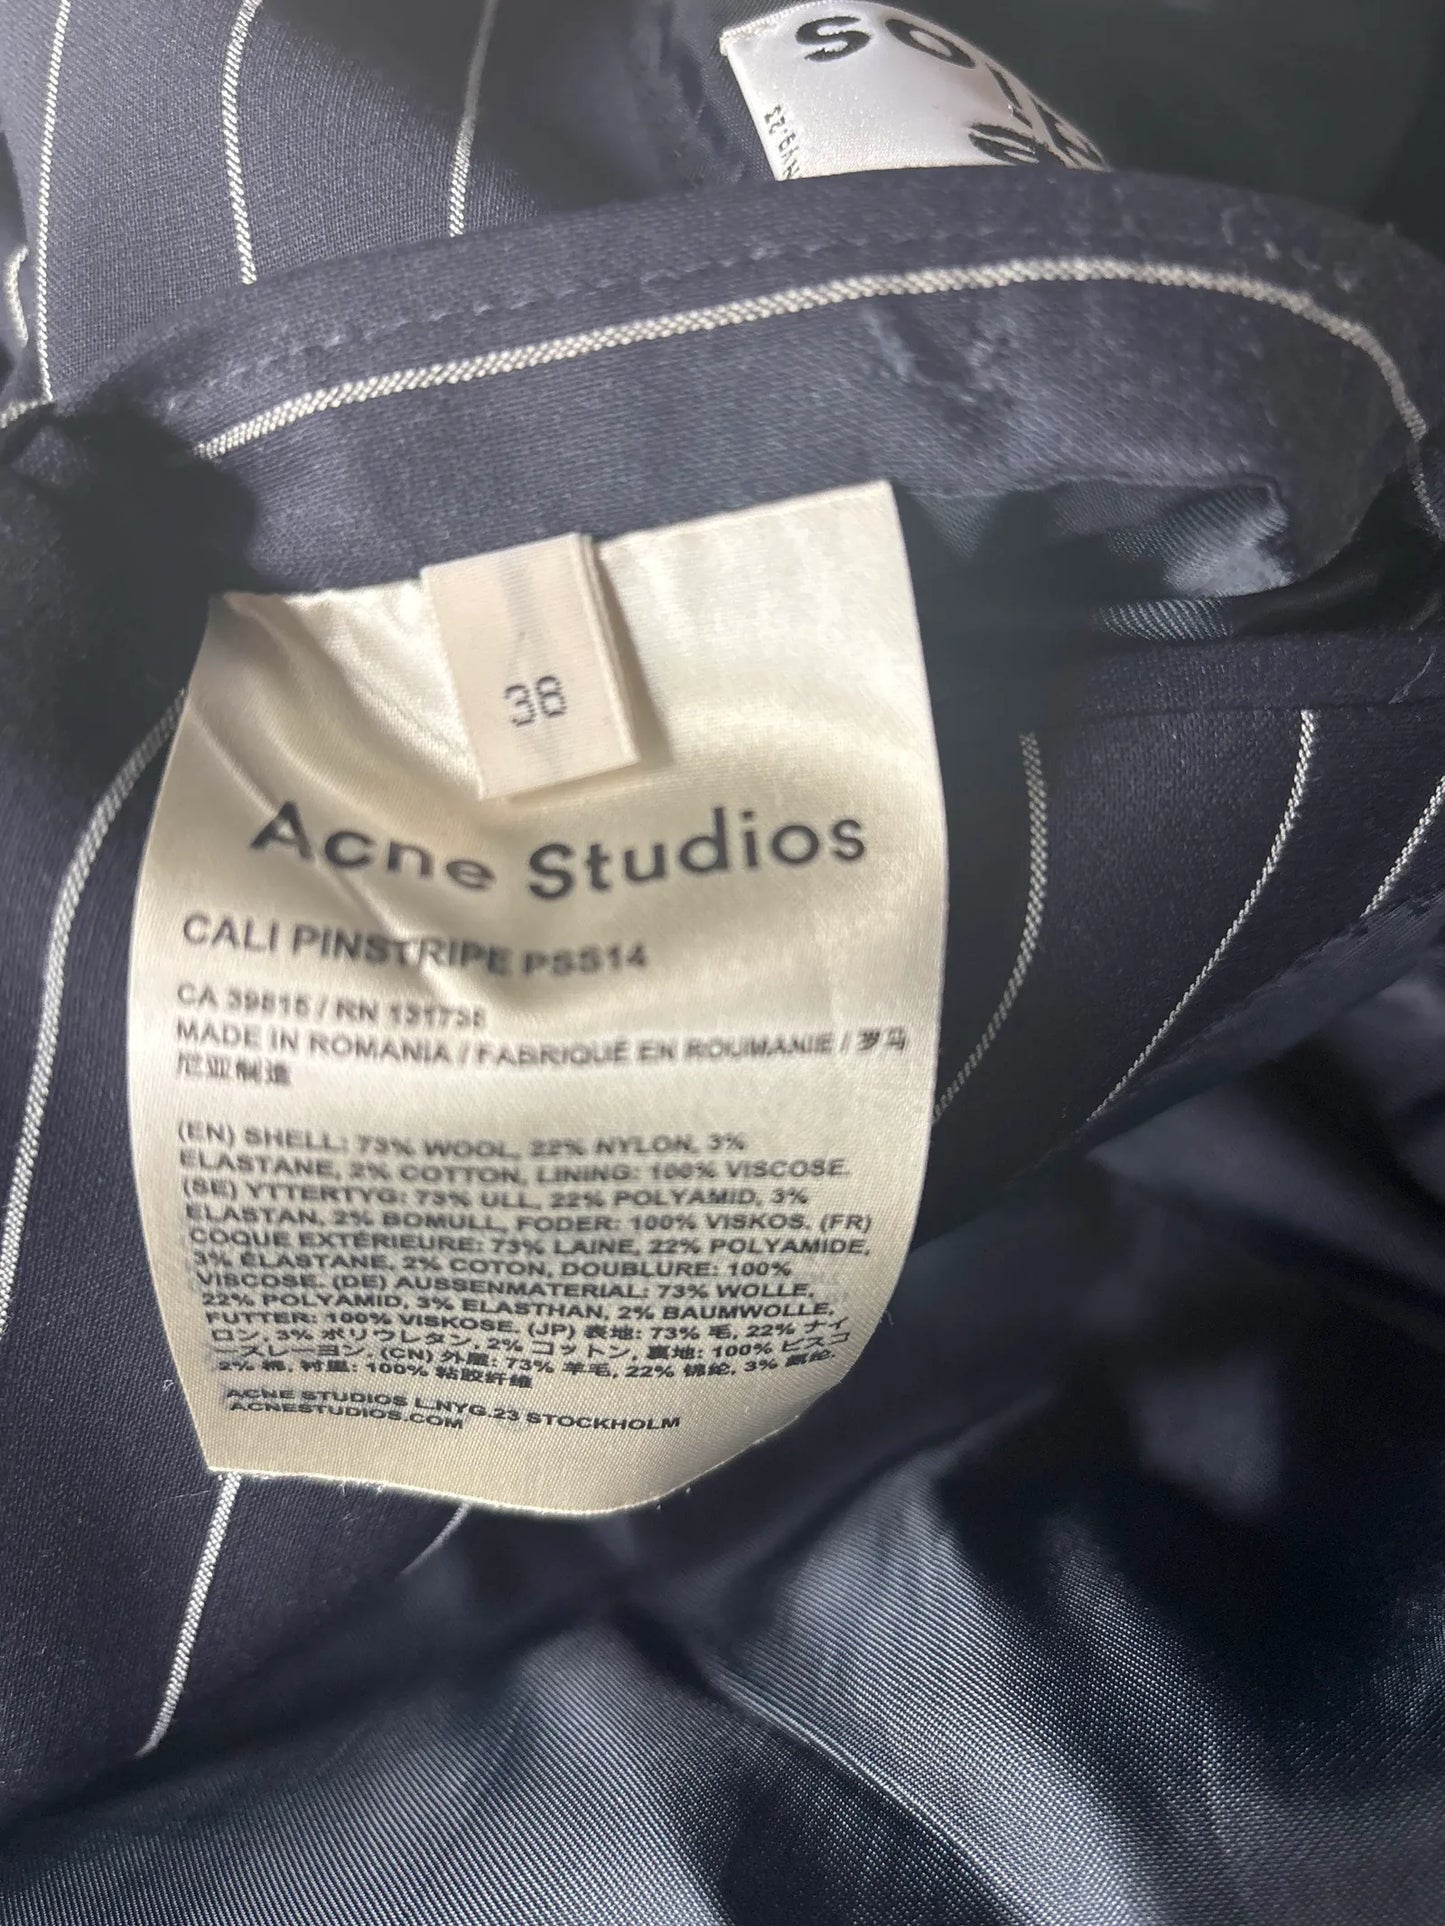 38
Acne Studios
CALI PINSTRIPE PSS14
CA 39815 / RN 131738
MADE IN ROMANIA / FABRIQUÉ EN ROUMANIE / 罗马
尼亚制造
(EN) SHELL: 73% WOOL, 22% NYLON, 3%
ELASTANE, 2% COTTON, LINING: 100% VISCOSE.
(SE) YTTERTYG: 73% ULL, 22% POLYAMID, 3%
ELASTAN, 2% BOMULL, FODER: 100% VISKOS. (FR)
COQUE EXTÉRIEURE: 73% LAINE, 22% POLYAMIDE,
3% ÉLASTANE, 2% COTON, DOUBLURE: 100%
VISCOSE. (DE) AUSSENMATERIAL: 73% WOLLE,
22% POLYAMID, 3% ELASTHAN, 2% BAUMWOLLE,
FUTTER: 100% VISKOSE. (JP) 表地: 73% 毛, 22% ナイ
ロン, 3% ポリウレタン, 2% コットン, 裏地: 100% ビスコ
ースレーヨン. (CN) 外层: 73% 羊毛, 22% 锦纶, 3% 氨纶,
2% 棉, 衬里: 100% 粘胶纤维
ACNE STUDIOS L.NYG.23 STOCKHOLM
ACNESTUDIOS.COM